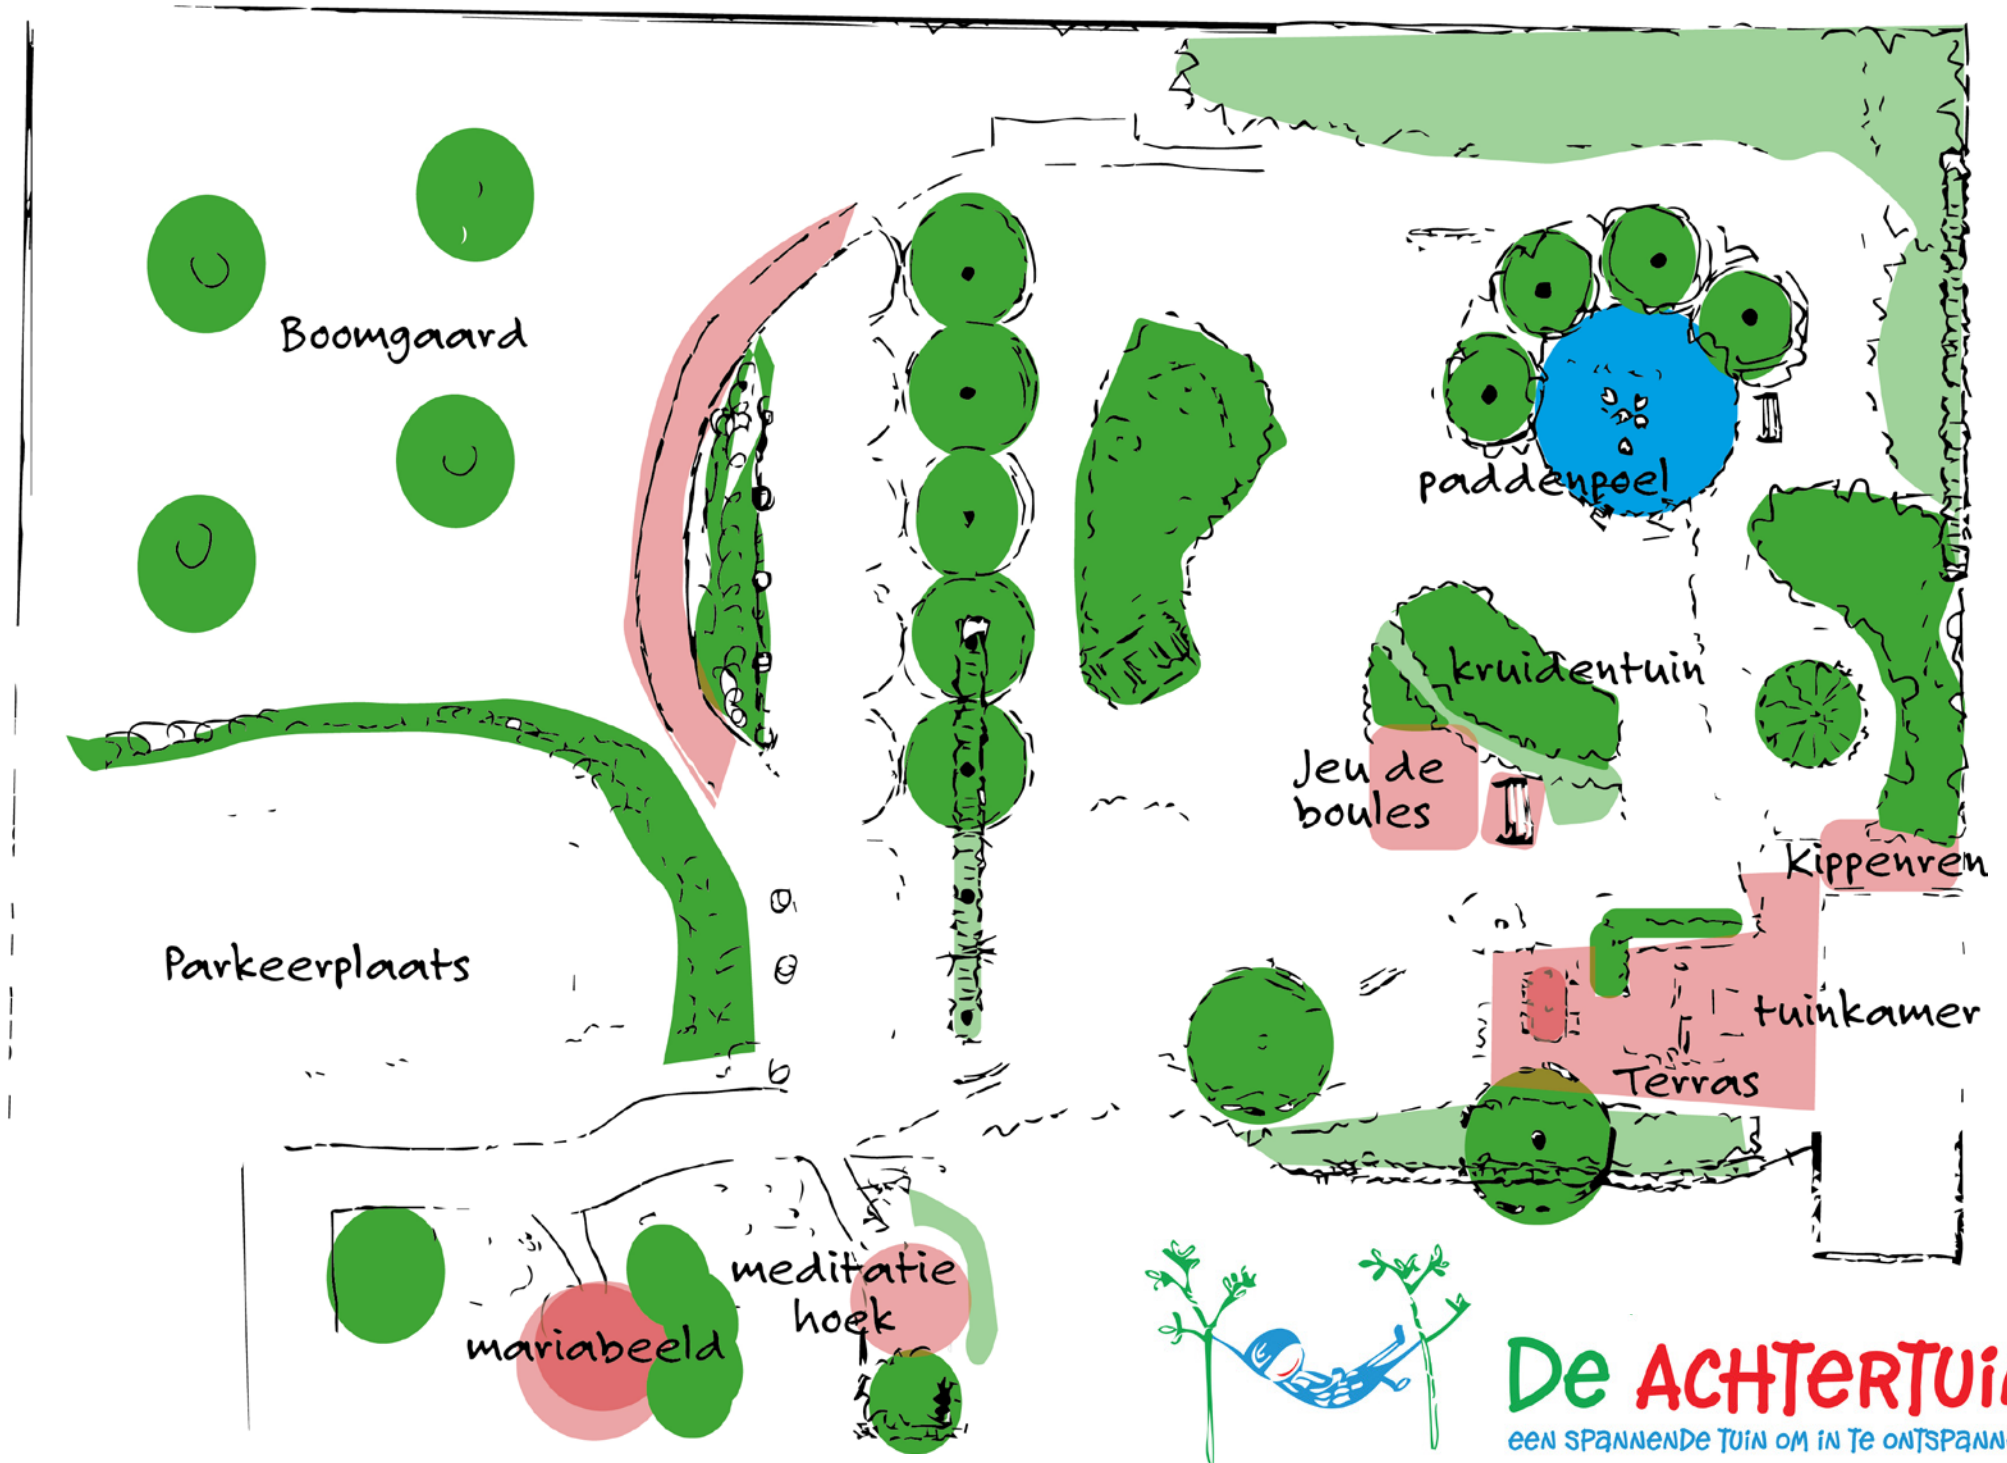 Boomgaard
paddenpoel
kruidentuin
Jeu de
boules
Kippenren
Parkeerplaats
tuinkamer
Terras
meditatie
hoek
mariabeeld
De ACHTERTUi
EEN SPANNENDE TUIN OM IN TE ONTSPANN